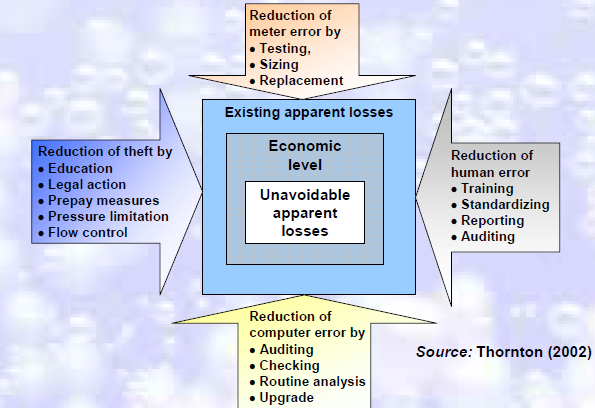 Reduction of
meter error by
• Testing,
• Sizing
• Replacement
Existing apparent losses
Economic
level
Unavoidable
apparent
losses
Reduction of theft by
• Education
• Legal action
• Prepay measures
• Pressure limitation
• Flow control
Reduction of
human error
• Training
• Standardizing
• Reporting
• Auditing
Reduction of
computer error by
• Auditing
• Checking
• Routine analysis
• Upgrade
Source: Thornton (2002)